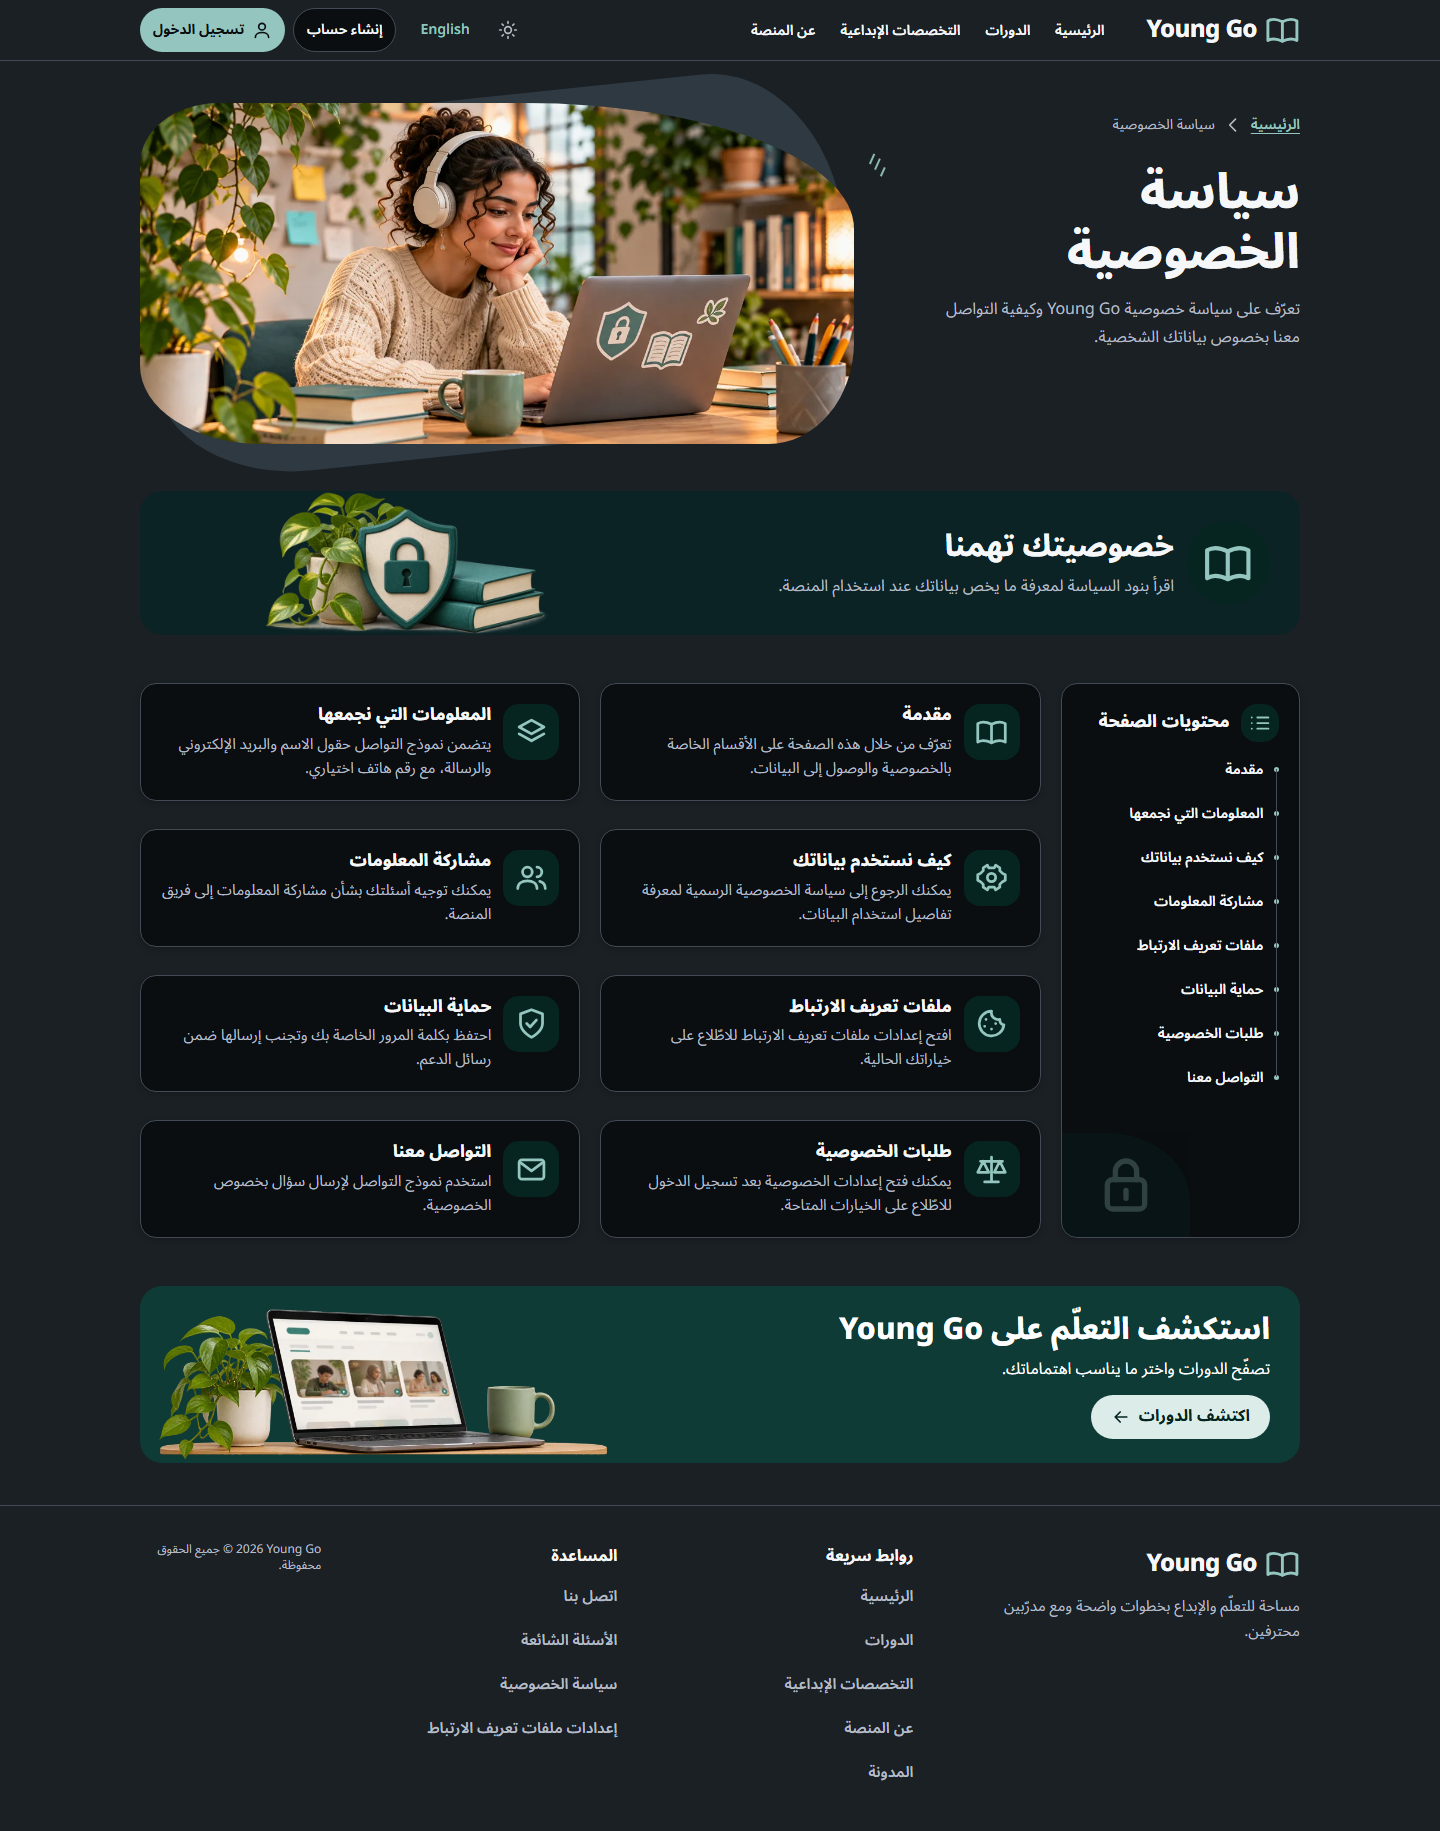 Young Go
الرئيسية
الدورات
التخصصات الإبداعية
عن المنصة
English
إنشاء حساب
تسجيل الدخول
الرئيسية
سياسة الخصوصية
سياسة
الخصوصية
تعرّف على سياسة خصوصية Young Go وكيفية التواصل
معنا بخصوص بياناتك الشخصية.
خصوصيتك تهمنا
اقرأ بنود السياسة لمعرفة ما يخص بياناتك عند استخدام المنصة.
محتويات الصفحة
مقدمة
المعلومات التي نجمعها
كيف نستخدم بياناتك
مشاركة المعلومات
ملفات تعريف الارتباط
حماية البيانات
طلبات الخصوصية
التواصل معنا
مقدمة
تعرّف من خلال هذه الصفحة على الأقسام الخاصة
بالخصوصية والوصول إلى البيانات.
المعلومات التي نجمعها
يتضمن نموذج التواصل حقول الاسم والبريد الإلكتروني
والرسالة، مع رقم هاتف اختياري.
كيف نستخدم بياناتك
يمكنك الرجوع إلى سياسة الخصوصية الرسمية لمعرفة
تفاصيل استخدام البيانات.
مشاركة المعلومات
يمكنك توجيه أسئلتك بشأن مشاركة المعلومات إلى فريق
المنصة.
ملفات تعريف الارتباط
افتح إعدادات ملفات تعريف الارتباط للاطّلاع على
خياراتك الحالية.
حماية البيانات
احتفظ بكلمة المرور الخاصة بك وتجنب إرسالها ضمن
رسائل الدعم.
طلبات الخصوصية
يمكنك فتح إعدادات الخصوصية بعد تسجيل الدخول
للاطّلاع على الخيارات المتاحة.
التواصل معنا
استخدم نموذج التواصل لإرسال سؤال بخصوص
الخصوصية.
استكشف التعلّم على Young Go
تصفّح الدورات واختر ما يناسب اهتماماتك.
اكتشف الدورات
Young Go
مساحة للتعلّم والإبداع بخطوات واضحة ومع مدرّبين
محترفين.
روابط سريعة
الرئيسية
الدورات
التخصصات الإبداعية
عن المنصة
المدونة
المساعدة
اتصل بنا
الأسئلة الشائعة
سياسة الخصوصية
إعدادات ملفات تعريف الارتباط
Young Go 2026 © جميع الحقوق
محفوظة.